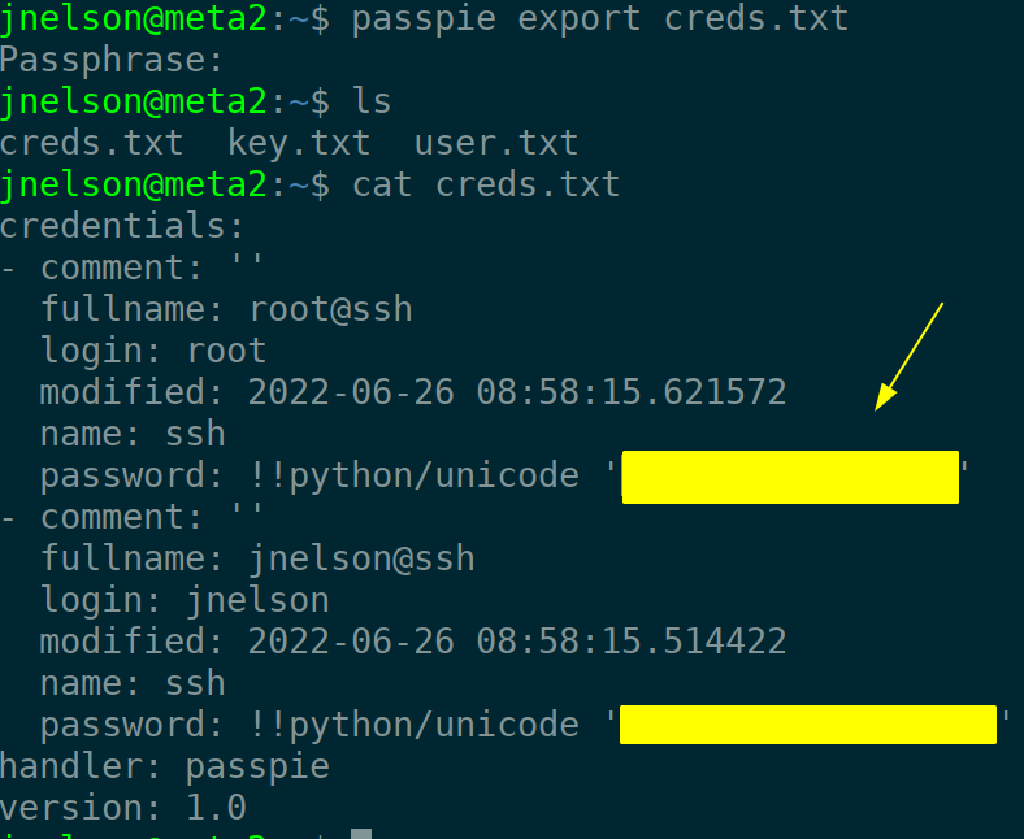 jnelson@meta2:~$ passpie export creds.txt
Passphrase:
jnelson@meta2:~$ ls
creds.txt  key.txt  user.txt
jnelson@meta2:~$ cat creds.txt
credentials:
- comment: ''
  fullname: root@ssh
  login: root
  modified: 2022-06-26 08:58:15.621572
  name: ssh
  password: !!python/unicode ' '
- comment: ''
  fullname: jnelson@ssh
  login: jnelson
  modified: 2022-06-26 08:58:15.514422
  name: ssh
  password: !!python/unicode ' '
handler: passpie
version: 1.0